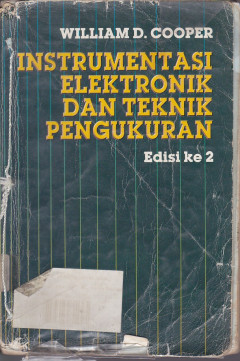 WILLIAM D. COOPER
INSTRUMENTASI
ELEKTRONIK
DAN TEKNIK
PENGUKURAN
Edisi ke 2